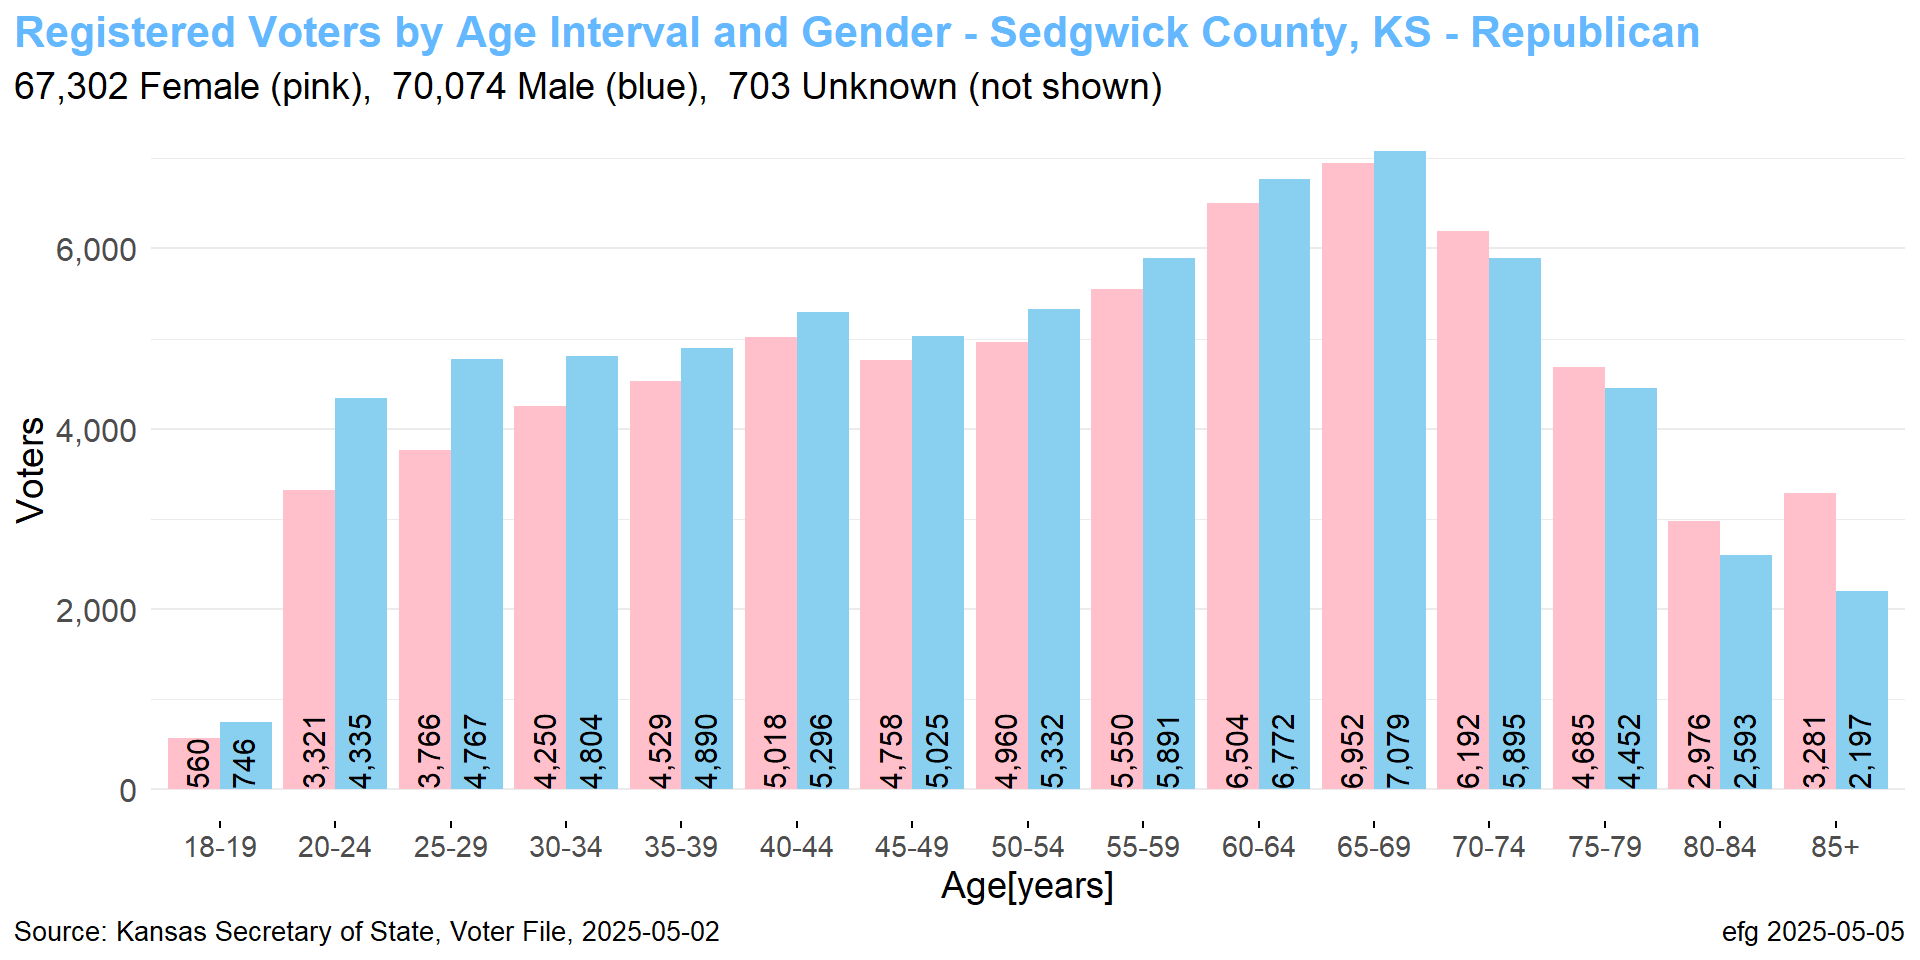 Registered Voters by Age Interval and Gender - Sedgwick County, KS - Republican
67,302 Female (pink),  70,074 Male (blue),  703 Unknown (not shown)
Voters
6,000
4,000
2,000
0
560 746 3,321 4,335 3,766 4,767 4,250 4,804 4,529 4,890 5,018 5,296 4,758 5,025 4,960 5,332 5,550 5,891 6,504 6,772 6,952 7,079 6,192 5,895 4,685 4,452 2,976 2,593 3,281 2,197
18-19 20-24 25-29 30-34 35-39 40-44 45-49 50-54 55-59 60-64 65-69 70-74 75-79 80-84 85+
Age[years]
Source: Kansas Secretary of State, Voter File, 2025-05-02
efg 2025-05-05